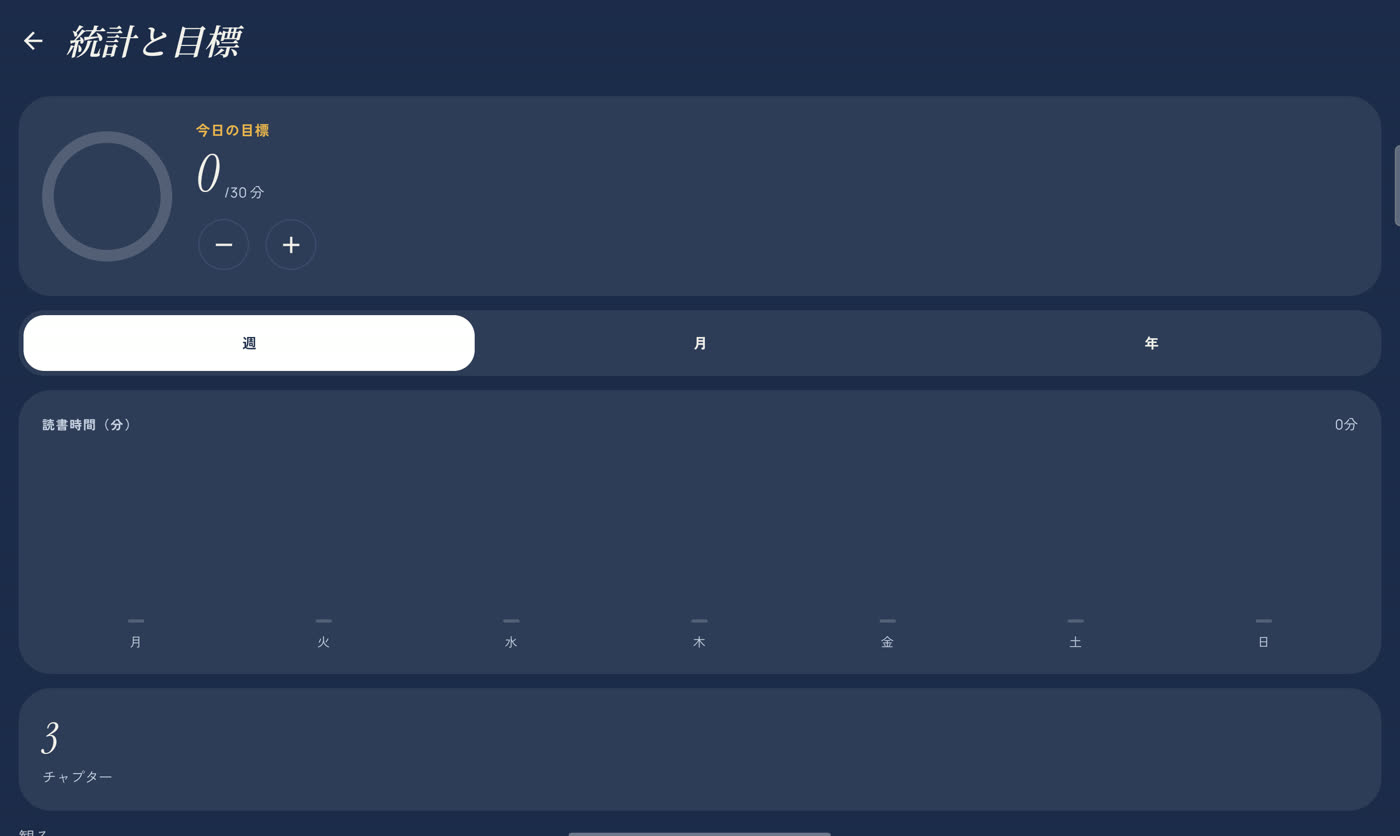 統計と目標
今日の目標
0 /30 分
週 月 年
読書時間（分） 0分
月 火 水 木 金 土 日
3
チャプター